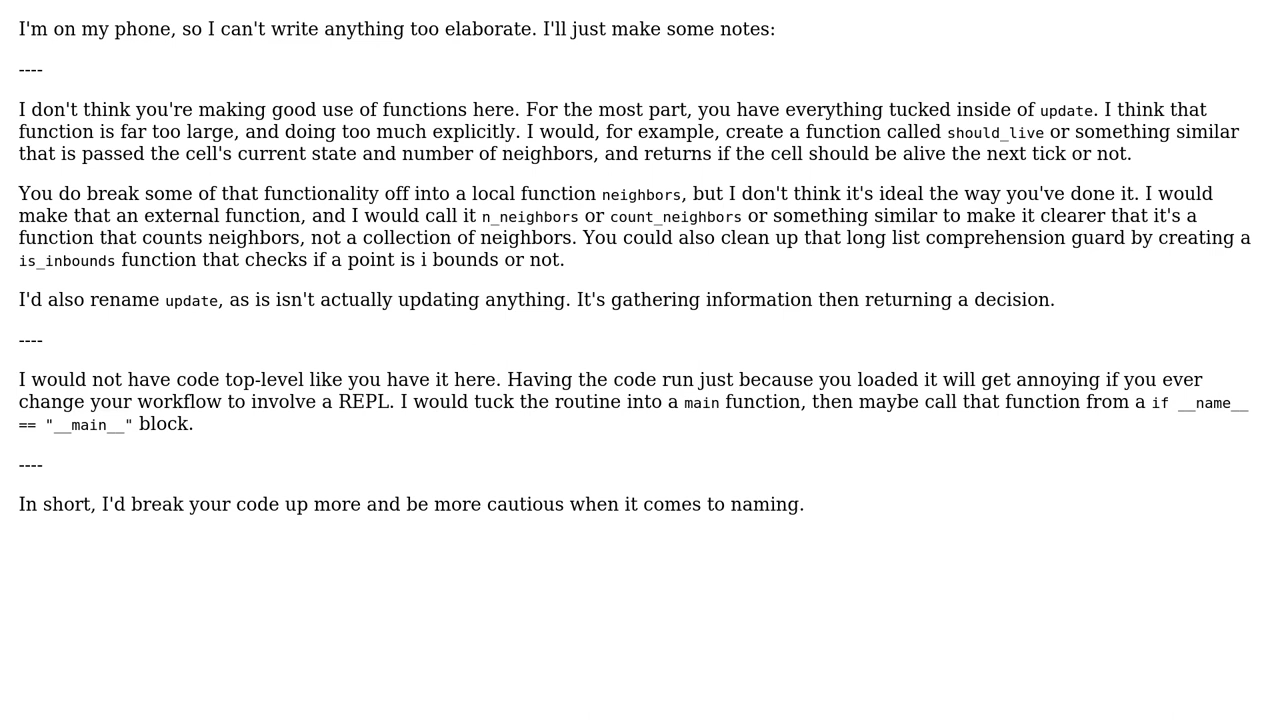 I'm on my phone, so I can't write anything too elaborate. I'll just make some notes:
----
I don't think you're making good use of functions here. For the most part, you have everything tucked inside of update. I think that
function is far too large, and doing too much explicitly. I would, for example, create a function called should_live or something similar
that is passed the cell's current state and number of neighbors, and returns if the cell should be alive the next tick or not.
You do break some of that functionality off into a local function neighbors, but I don't think it's ideal the way you've done it. I would
make that an external function, and I would call it n_neighbors or count_neighbors or something similar to make it clearer that it's a
function that counts neighbors, not a collection of neighbors. You could also clean up that long list comprehension guard by creating a
is_inbounds function that checks if a point is i bounds or not.
I'd also rename update, as is isn't actually updating anything. It's gathering information then returning a decision.
----
I would not have code top-level like you have it here. Having the code run just because you loaded it will get annoying if you ever
change your workflow to involve a REPL. I would tuck the routine into a main function, then maybe call that function from a if __name__
== "__main__" block.
----
In short, I'd break your code up more and be more cautious when it comes to naming.